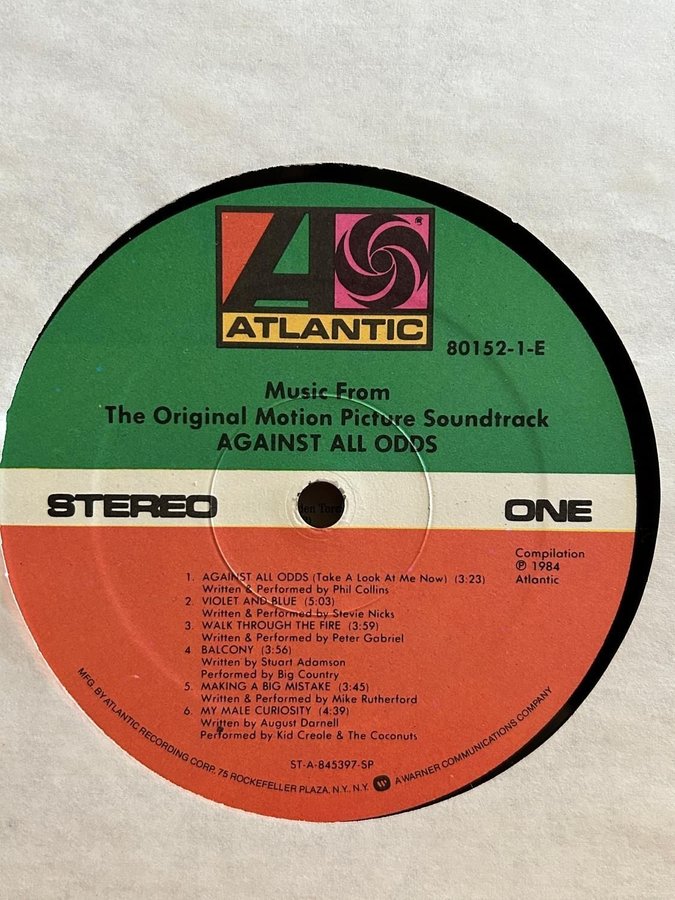 ATLANTIC
80152-1-E
Music From
The Original Motion Picture Soundtrack
AGAINST ALL ODDS
STEREO
ONE
Compilation
℗ 1984
Atlantic
1. AGAINST ALL ODDS (Take A Look At Me Now) (3:23)
Written & Performed by Phil Collins
2. VIOLET AND BLUE (5:03)
Written & Performed by Stevie Nicks
3. WALK THROUGH THE FIRE (3:59)
Written & Performed by Peter Gabriel
4 BALCONY (3:56)
Written by Stuart Adamson
Performed by Big Country
5. MAKING A BIG MISTAKE (3:45)
Written & Performed by Mike Rutherford
6. MY MALE CURIOSITY (4:39)
Written by August Darnell
Performed by Kid Creole & The Coconuts
ST-A-845397-SP
MFG. BY ATLANTIC RECORDING CORP. 75 ROCKEFELLER PLAZA, N.Y., N.Y. A WARNER COMMUNICATIONS COMPANY